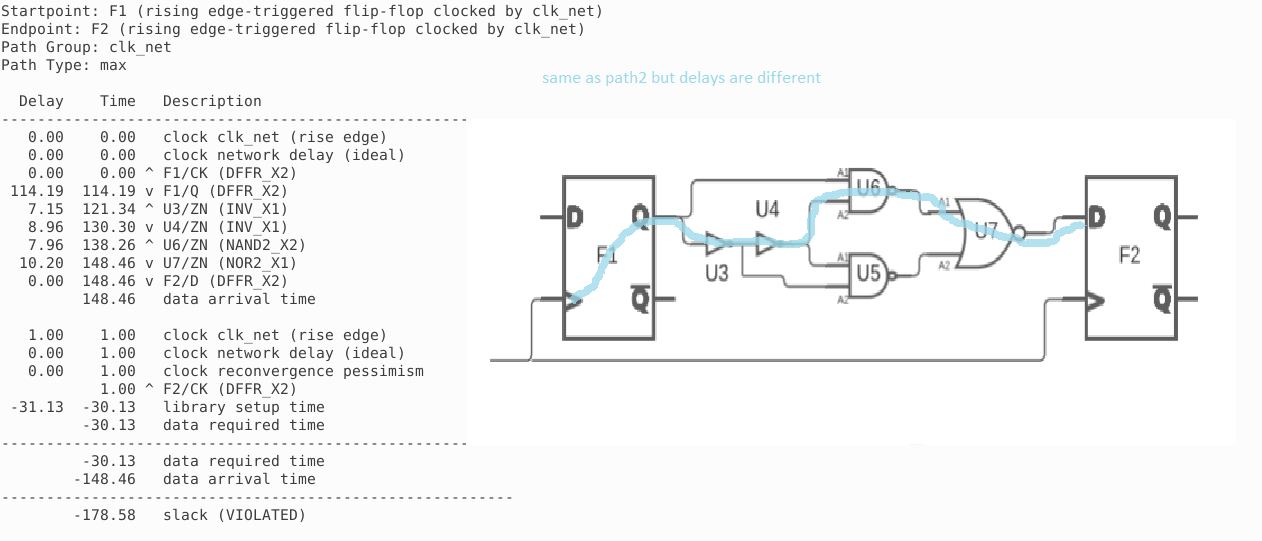 Startpoint: F1 (rising edge-triggered flip-flop clocked by clk_net)
Endpoint: F2 (rising edge-triggered flip-flop clocked by clk_net)
Path Group: clk_net
Path Type: max
same as path2 but delays are different
Delay Time Description
-----------------------------------------------------
0.00 0.00 clock clk_net (rise edge)
0.00 0.00 clock network delay (ideal)
0.00 0.00 ^ F1/CK (DFFR_X2)
114.19 114.19 v F1/Q (DFFR_X2)
7.15 121.34 ^ U3/ZN (INV_X1)
8.96 130.30 v U4/ZN (INV_X1)
7.96 138.26 ^ U6/ZN (NAND2_X2)
10.20 148.46 v U7/ZN (NOR2_X1)
0.00 148.46 v F2/D (DFFR_X2)
148.46 data arrival time
1.00 1.00 clock clk_net (rise edge)
0.00 1.00 clock network delay (ideal)
0.00 1.00 clock reconvergence pessimism
1.00 ^ F2/CK (DFFR_X2)
-31.13 -30.13 library setup time
-30.13 data required time
-----------------------------------------------------
-30.13 data required time
-148.46 data arrival time
---------------------------------------------------------
-178.58 slack (VIOLATED)
D Q
F1
Q
U3
U4
A1
U6
A2
A1
U5
A2
A1
U7
A2
D Q
F2
Q